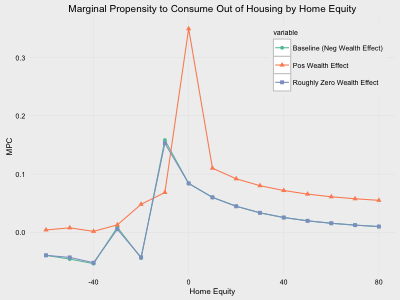 Marginal Propensity to Consume Out of Housing by Home Equity
variable
Baseline (Neg Wealth Effect)
Pos Wealth Effect
Roughly Zero Wealth Effect
MPC
0.3
0.2
0.1
0.0
-40
0
40
80
Home Equity